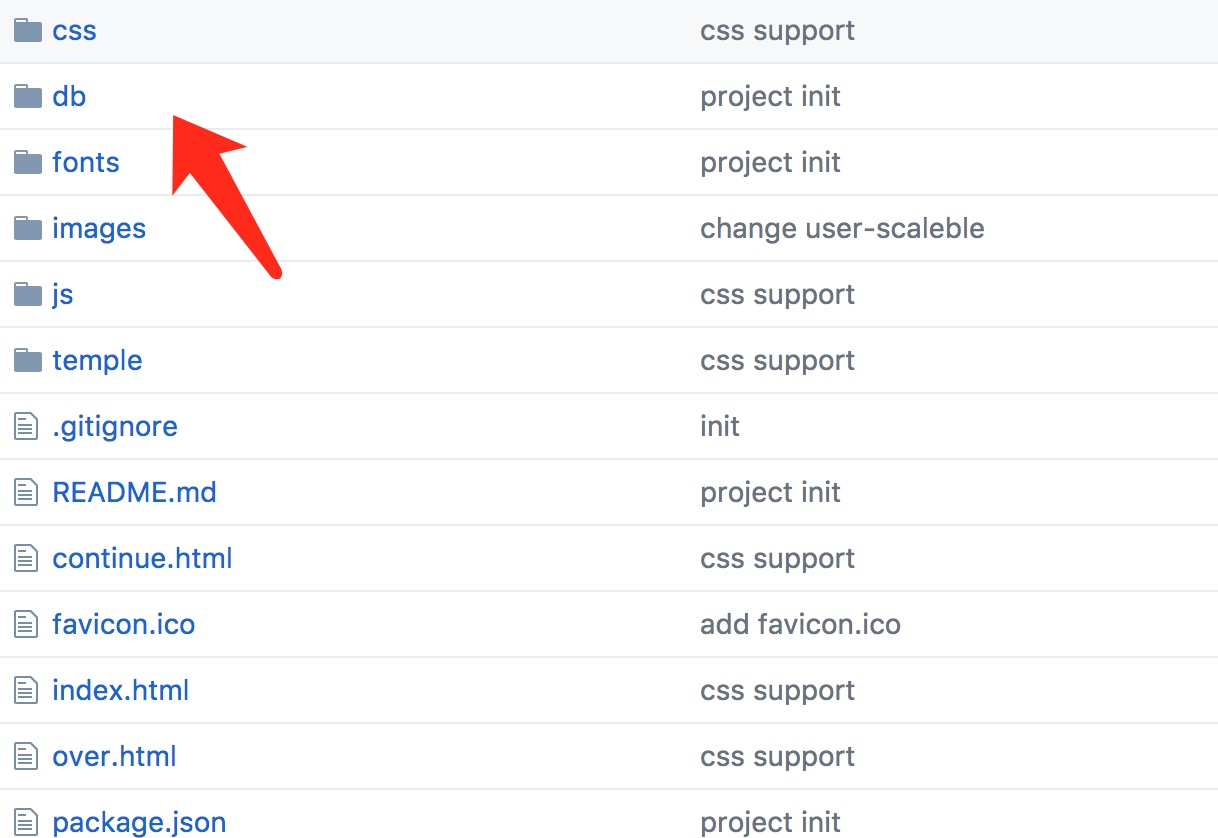 css css support
db project init
fonts project init
images change user-scaleble
js css support
temple css support
.gitignore init
README.md project init
continue.html css support
favicon.ico add favicon.ico
index.html css support
over.html css support
package.json project init